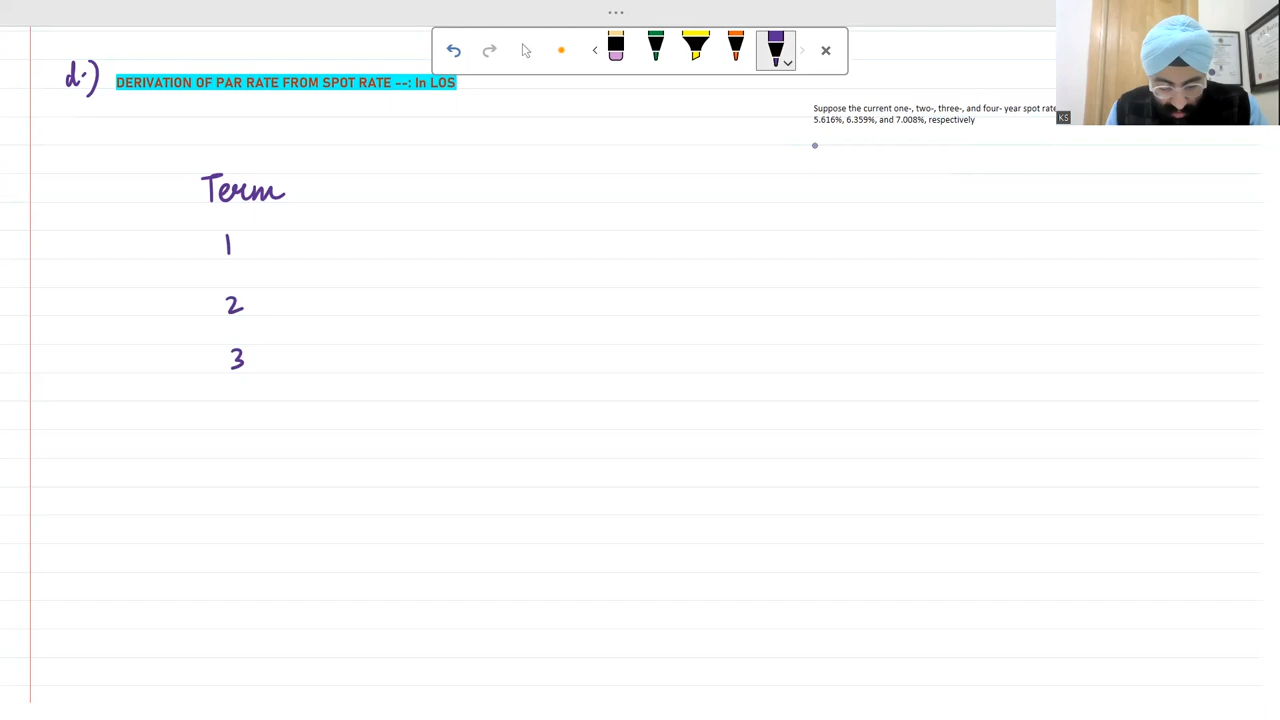 d.) DERIVATION OF PAR RATE FROM SPOT RATE --; In LOS
Suppose the current one-, two-, three-, and four- year spot rate
5.616%, 6.359%, and 7.008%, respectively
KS
Term
1
2
3